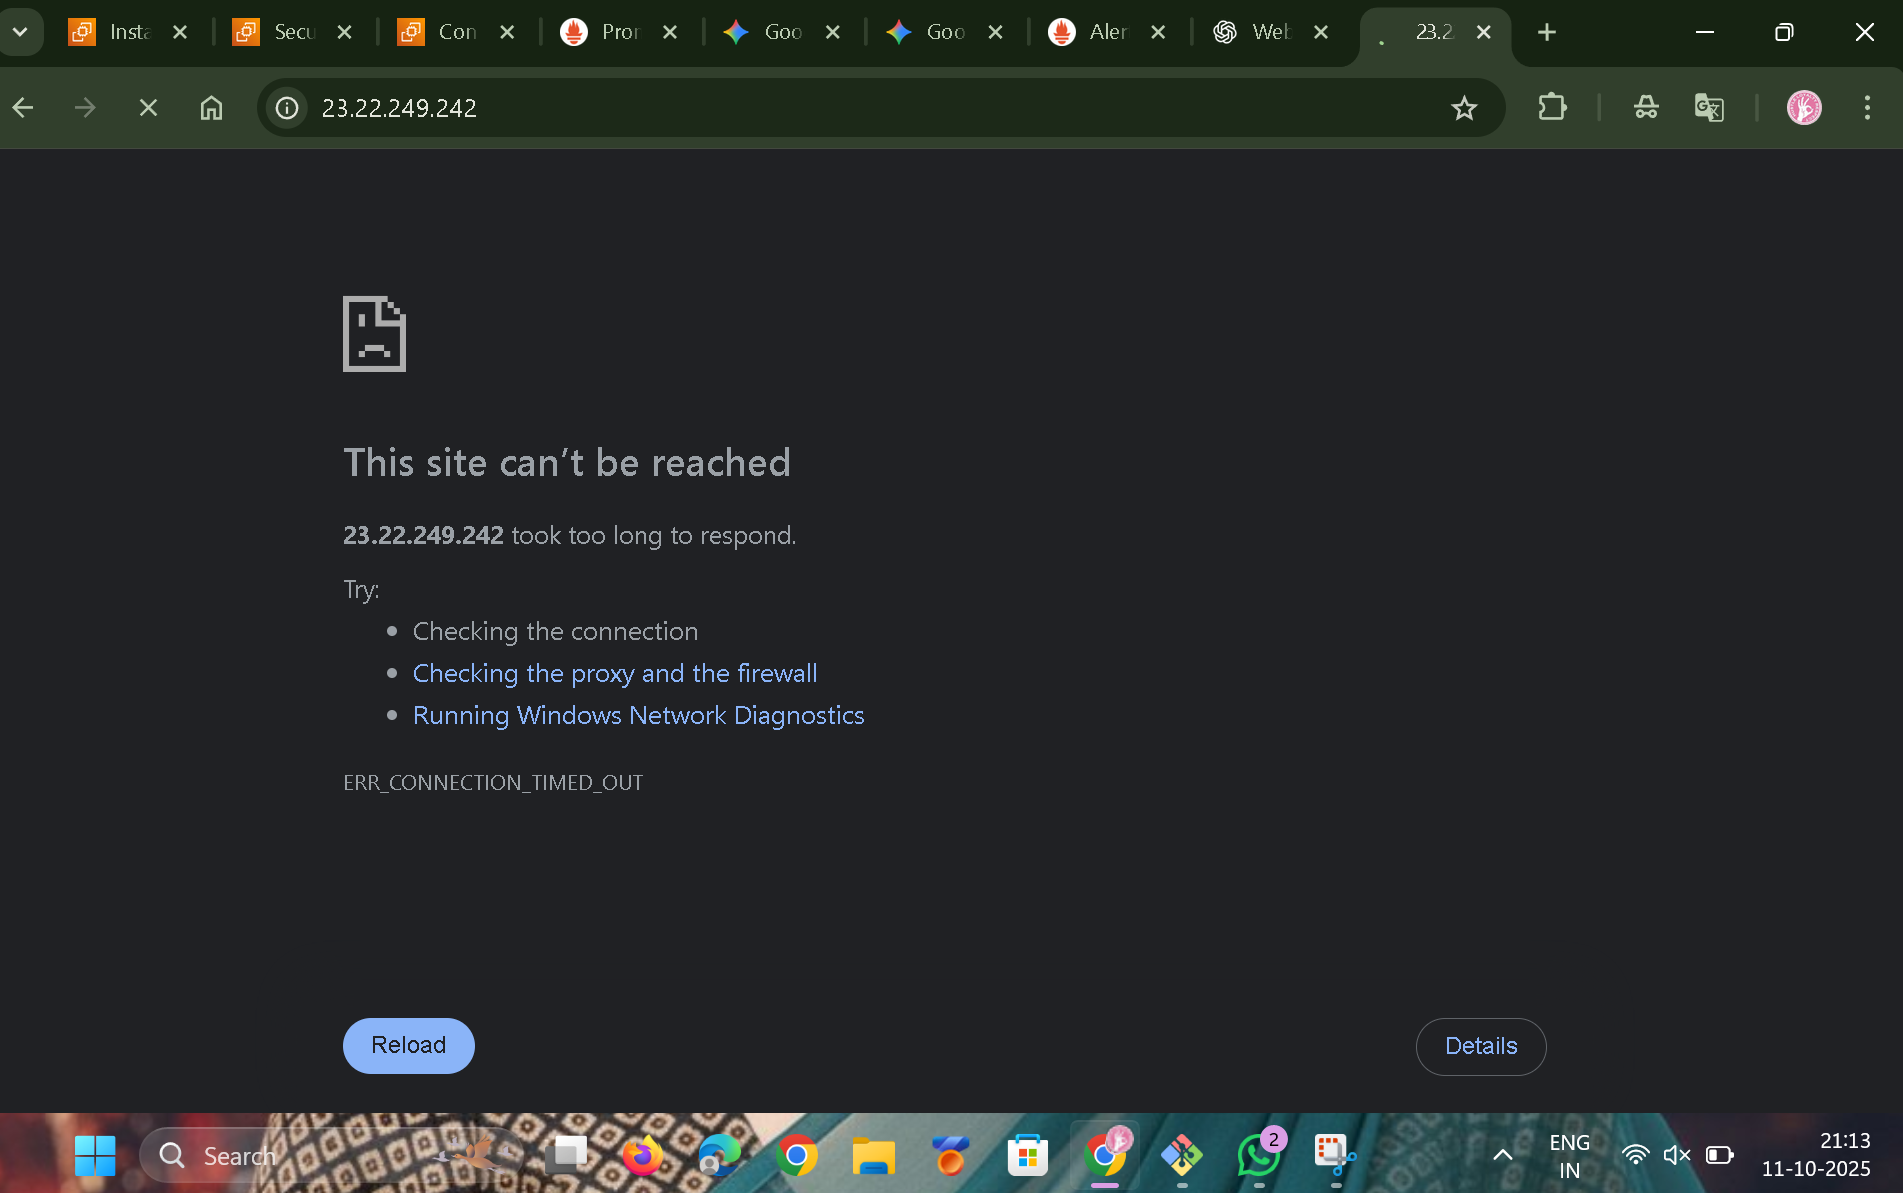 Insta
Secu
Con
Pror
Goo
Goo
Aler
Web
23.2
23.22.249.242
This site can’t be reached
23.22.249.242 took too long to respond.
Try:
Checking the connection
Checking the proxy and the firewall
Running Windows Network Diagnostics
ERR_CONNECTION_TIMED_OUT
Reload
Details
Search
2
ENG
IN
21:13
11-10-2025